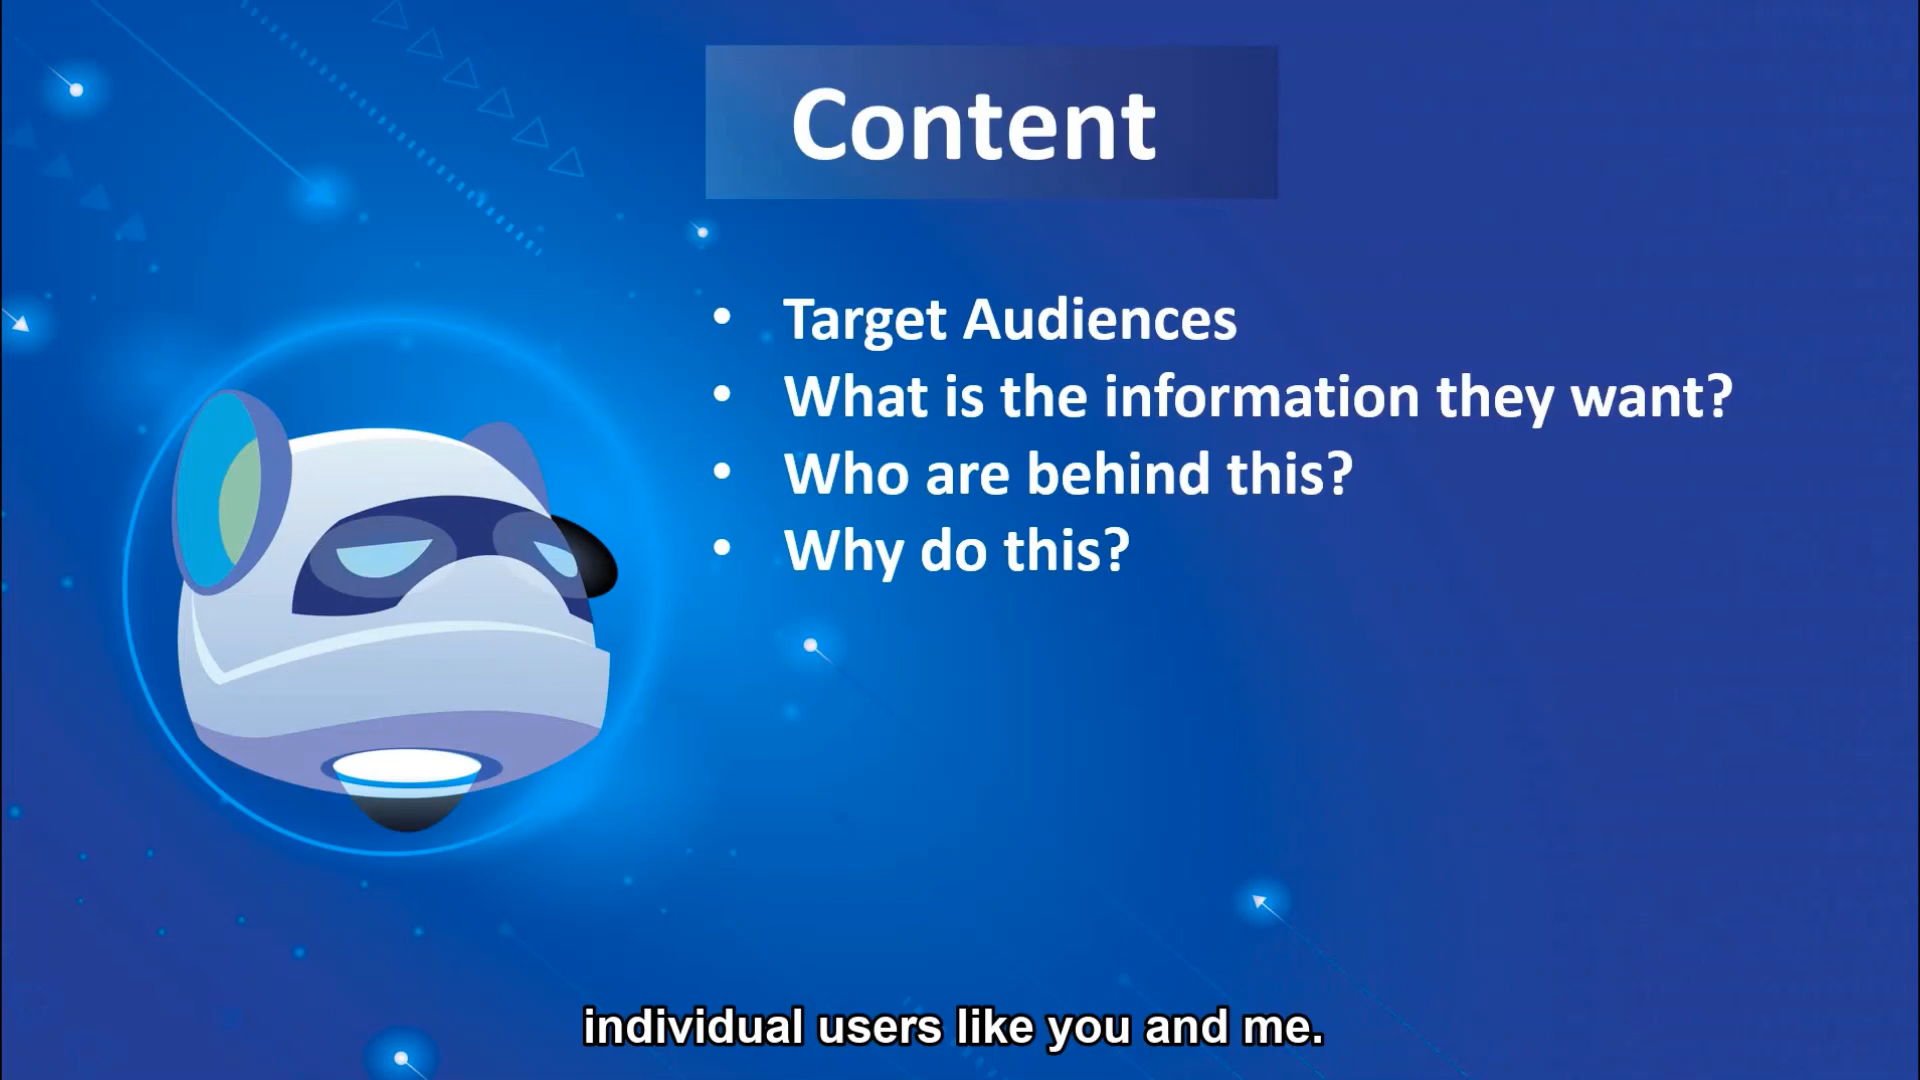 Content
• Target Audiences
• What is the information they want?
• Who are behind this?
• Why do this?
individual users like you and me.